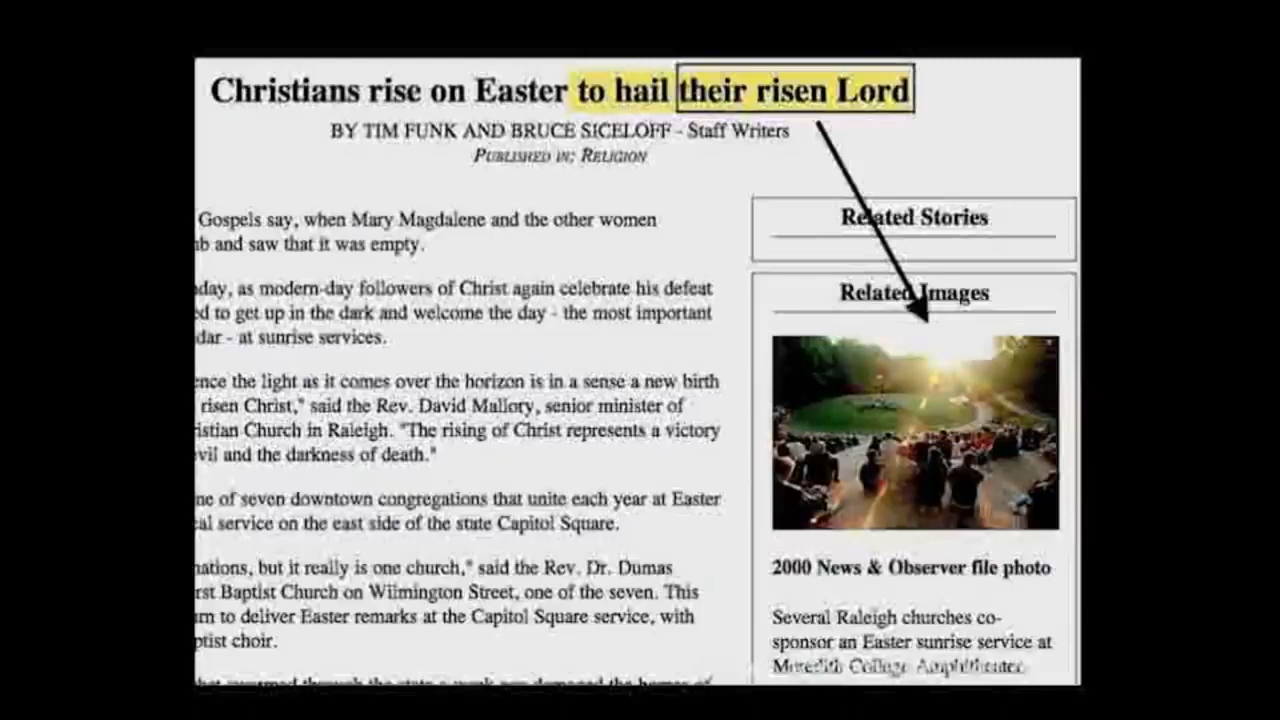 Christians rise on Easter to hail their risen Lord
BY TIM FUNK AND BRUCE SICELOFF - Staff Writers
PUBLISHED IN: RELIGION
Gospels say, when Mary Magdalene and the other women
and saw that it was empty.
day, as modern-day followers of Christ again celebrate his defeat
ed to get up in the dark and welcome the day - the most important
dar - at sunrise services.
ence the light as it comes over the horizon is in a sense a new birth
risen Christ," said the Rev. David Mallory, senior minister of
istian Church in Raleigh. "The rising of Christ represents a victory
vil and the darkness of death."
ne of seven downtown congregations that unite each year at Easter
al service on the east side of the state Capitol Square.
nations, but it really is one church," said the Rev. Dr. Dumas
rst Baptist Church on Wilmington Street, one of the seven. This
rn to deliver Easter remarks at the Capitol Square service, with
ptist choir.
Related Stories
Related Images
2000 News & Observer file photo
Several Raleigh churches co-
sponsor an Easter sunrise service at
Meredith College Amphitheater.